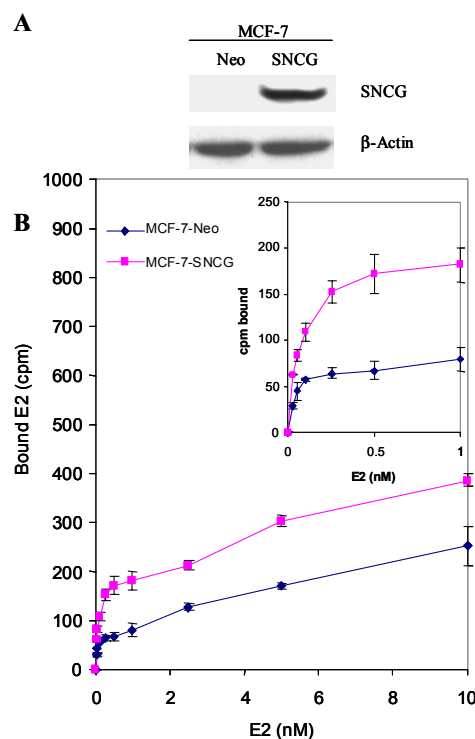 A
MCF-7
Neo SNCG
SNCG
β-Actin
B
1000
900
800
700
600
500
400
300
200
100
0
Bound E2 (cpm)
0 2 4 6 8 10
E2 (nM)
MCF-7-Neo
MCF-7-SNCG
250
200
150
100
50
0
cpm bound
0 0.5 1
E2 (nM)